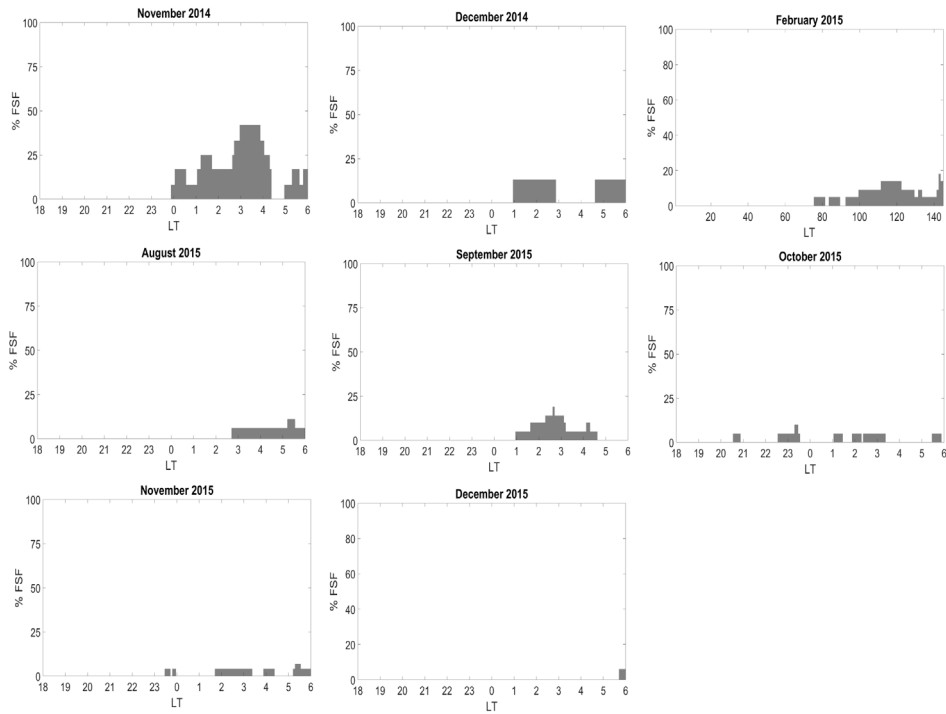 November 2014
100
75
50
25
0
% FSF
18 19 20 21 22 23 0 1 2 3 4 5 6
LT
December 2014
100
75
50
25
0
% FSF
18 19 20 21 22 23 0 1 2 3 4 5 6
LT
February 2015
100
80
60
40
20
0
% FSF
20 40 60 80 100 120 140
LT
August 2015
100
75
50
25
0
% FSF
18 19 20 21 22 23 0 1 2 3 4 5 6
LT
September 2015
100
75
50
25
0
% FSF
18 19 20 21 22 23 0 1 2 3 4 5 6
LT
October 2015
100
75
50
25
0
% FSF
18 19 20 21 22 23 0 1 2 3 4 5 6
LT
November 2015
100
75
50
25
0
% FSF
18 19 20 21 22 23 0 1 2 3 4 5 6
LT
December 2015
100
80
60
40
20
0
% FSF
18 19 20 21 22 23 0 1 2 3 4 5 6
LT